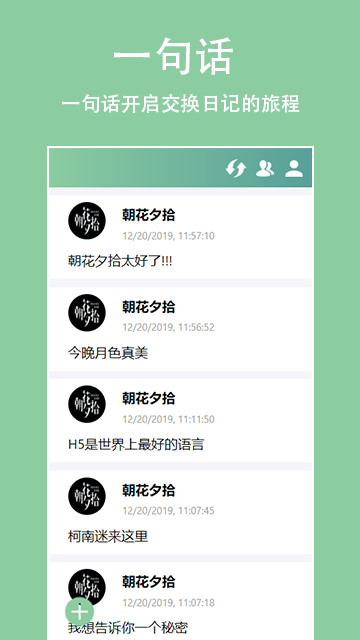 一句话
一句话开启交换日记的旅程
朝花夕拾
12/20/2019, 11:57:10
朝花夕拾太好了!!!
朝花夕拾
12/20/2019, 11:56:52
今晚月色真美
朝花夕拾
12/20/2019, 11:11:50
H5是世界上最好的语言
朝花夕拾
12/20/2019, 11:07:45
柯南迷来这里
朝花夕拾
12/20/2019, 11:07:18
我想告诉你一个秘密